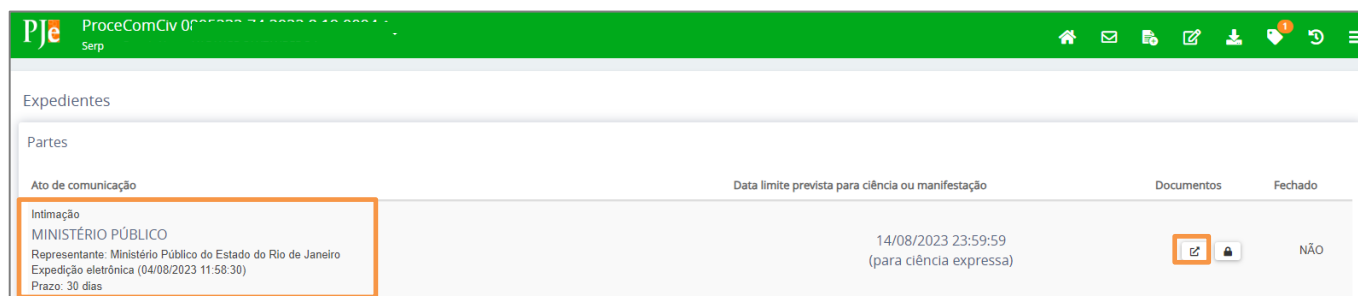 PJe
ProceComCiv
Serp
1
Expedientes
Partes
Ato de comunicação Data limite prevista para ciência ou manifestação Documentos Fechado
Intimação
MINISTÉRIO PÚBLICO
Representante: Ministério Público do Estado do Rio de Janeiro
Expedição eletrônica (04/08/2023 11:58:30)
Prazo: 30 dias
14/08/2023 23:59:59
(para ciência expressa)
NÃO